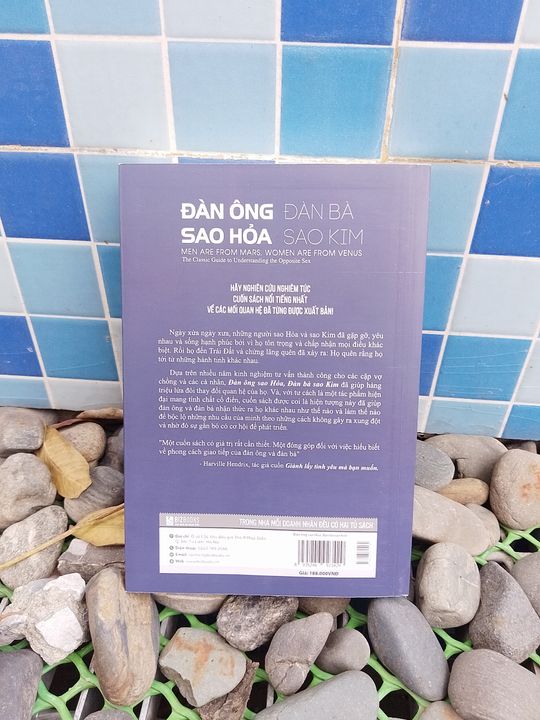 ĐÀN ÔNG ĐÀN BÀ
SAO HỎA SAO KIM
MEN ARE FROM MARS, WOMEN ARE FROM VENUS
The Classic Guide to Understanding the Opposite Sex
HÃY NGHIÊN CỨU NGHIÊM TÚC
CUỐN SÁCH NỔI TIẾNG NHẤT
VỀ CÁC MỐI QUAN HỆ ĐÃ TỪNG ĐƯỢC XUẤT BẢN!
Ngày xửa ngày xưa, những người sao Hỏa và sao Kim đã gặp gỡ, yêu
nhau và sống hạnh phúc bởi vì họ tôn trọng và chấp nhận mọi điều khác
biệt. Rồi họ đến Trái Đất và chứng lãng quên đã xảy ra: Họ quên rằng họ
tới từ những hành tinh khác nhau.
Dựa trên nhiều năm kinh nghiệm tư vấn thành công cho các cặp vợ
chồng và các cá nhân, Đàn ông sao Hỏa, Đàn bà sao Kim đã giúp hàng
triệu lứa đôi thay đổi quan hệ của họ. Và, với tư cách là một tác phẩm hiện
đại mang tính chất cổ điển, cuốn sách được coi là hiện tượng này đã giúp
đàn ông và đàn bà nhận thức ra họ khác nhau như thế nào và làm thế nào
để bộc lộ những nhu cầu của mình theo những cách không gây ra xung đột
và nhờ đó sự gắn bó có cơ hội để phát triển.
"Một cuốn sách có giá trị rất cần thiết. Một đóng góp đối với việc hiểu biết
về phong cách giao tiếp của đàn ông và đàn bà"
- Harville Hendrix, tác giả cuốn Giành lấy tình yêu mà bạn muốn.
BIZBOOKS
TRONG NHÀ MỖI DOANH NHÂN ĐỀU CÓ HAI TỦ SÁCH
Địa chỉ:
Điện thoại:
E.mail:
Web:
Giá: 188.000VNĐ